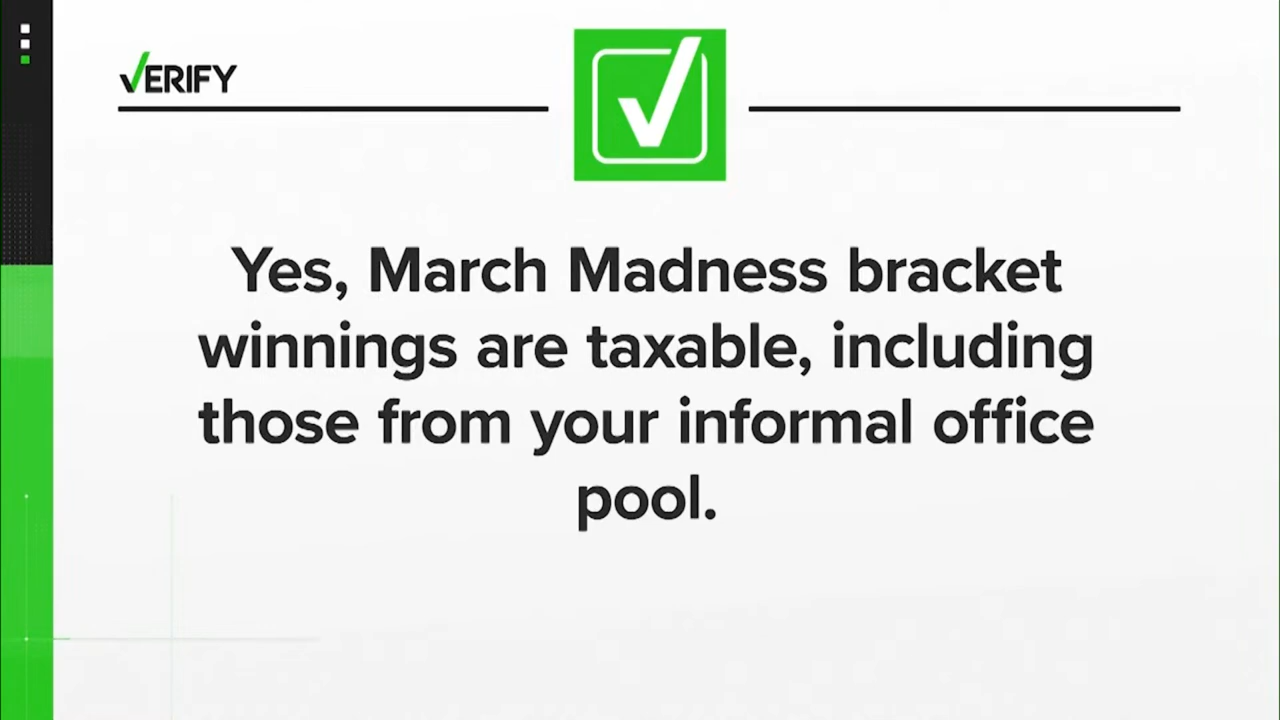 VERIFY
Yes, March Madness bracket
winnings are taxable, including
those from your informal office
pool.